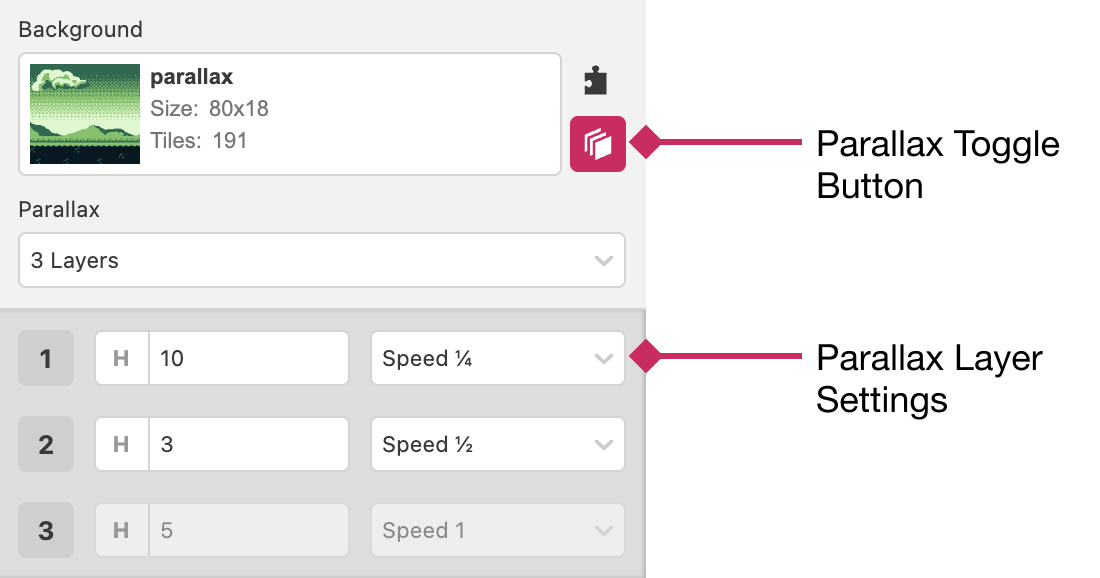 Background
parallax
Size: 80x18
Tiles: 191
Parallax Toggle
Button
Parallax
3 Layers
1 H 10 Speed ¼
Parallax Layer
Settings
2 H 3 Speed ½
3 H 5 Speed 1